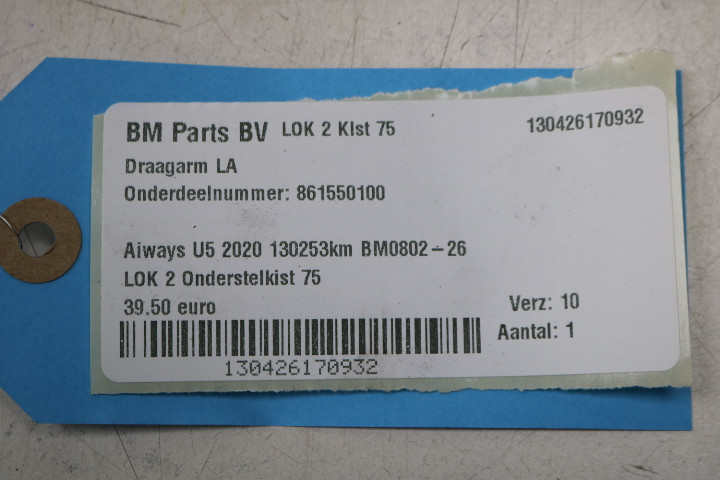 BM Parts BV LOK 2 Klst 75 130426170932
Draagarm LA
Onderdeelnummer: 861550100
Aiways U5 2020 130253km BM0802-26
LOK 2 Onderstelkist 75
39.50 euro Verz: 10
Aantal: 1
130426170932